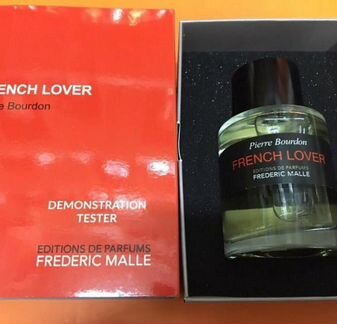 RENCH LOVER
e Bourdon
DEMONSTRATION
TESTER
EDITIONS DE PARFUMS
FREDERIC MALLE
Pierre Bourdon
FRENCH LOVER
EDITIONS DE PARFUMS
FREDERIC MALLE